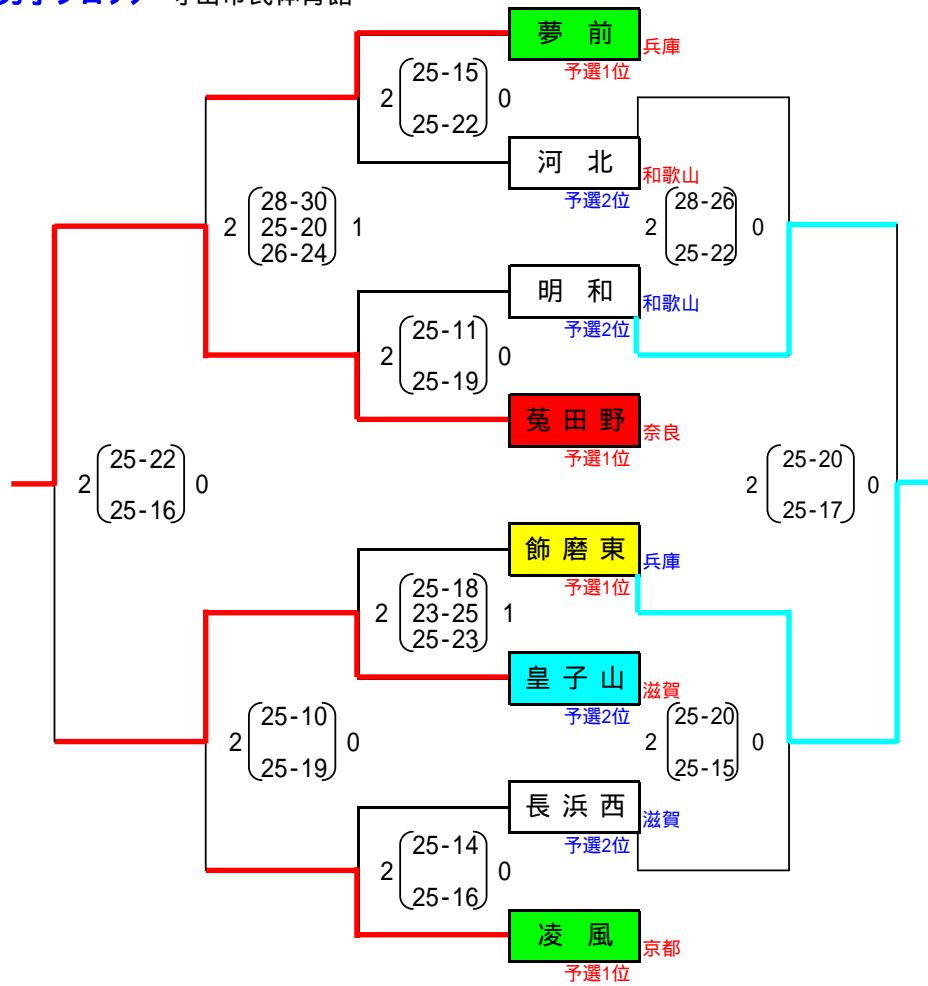 夢 前
兵庫
予選1位
25-15
2 0
25-22
河 北
和歌山
予選2位
28-30
2 25-20 1
26-24
28-26
2 0
25-22
明 和
和歌山
予選2位
25-11
2 0
25-19
菟 田 野
奈良
予選1位
25-22
2 0
25-16
25-20
2 0
25-17
飾 磨 東
兵庫
予選1位
25-18
2 23-25 1
25-23
皇 子 山
滋賀
予選2位
25-10
2 0
25-19
25-20
2 0
25-15
長 浜 西
滋賀
予選2位
25-14
2 0
25-16
凌 風
京都
予選1位